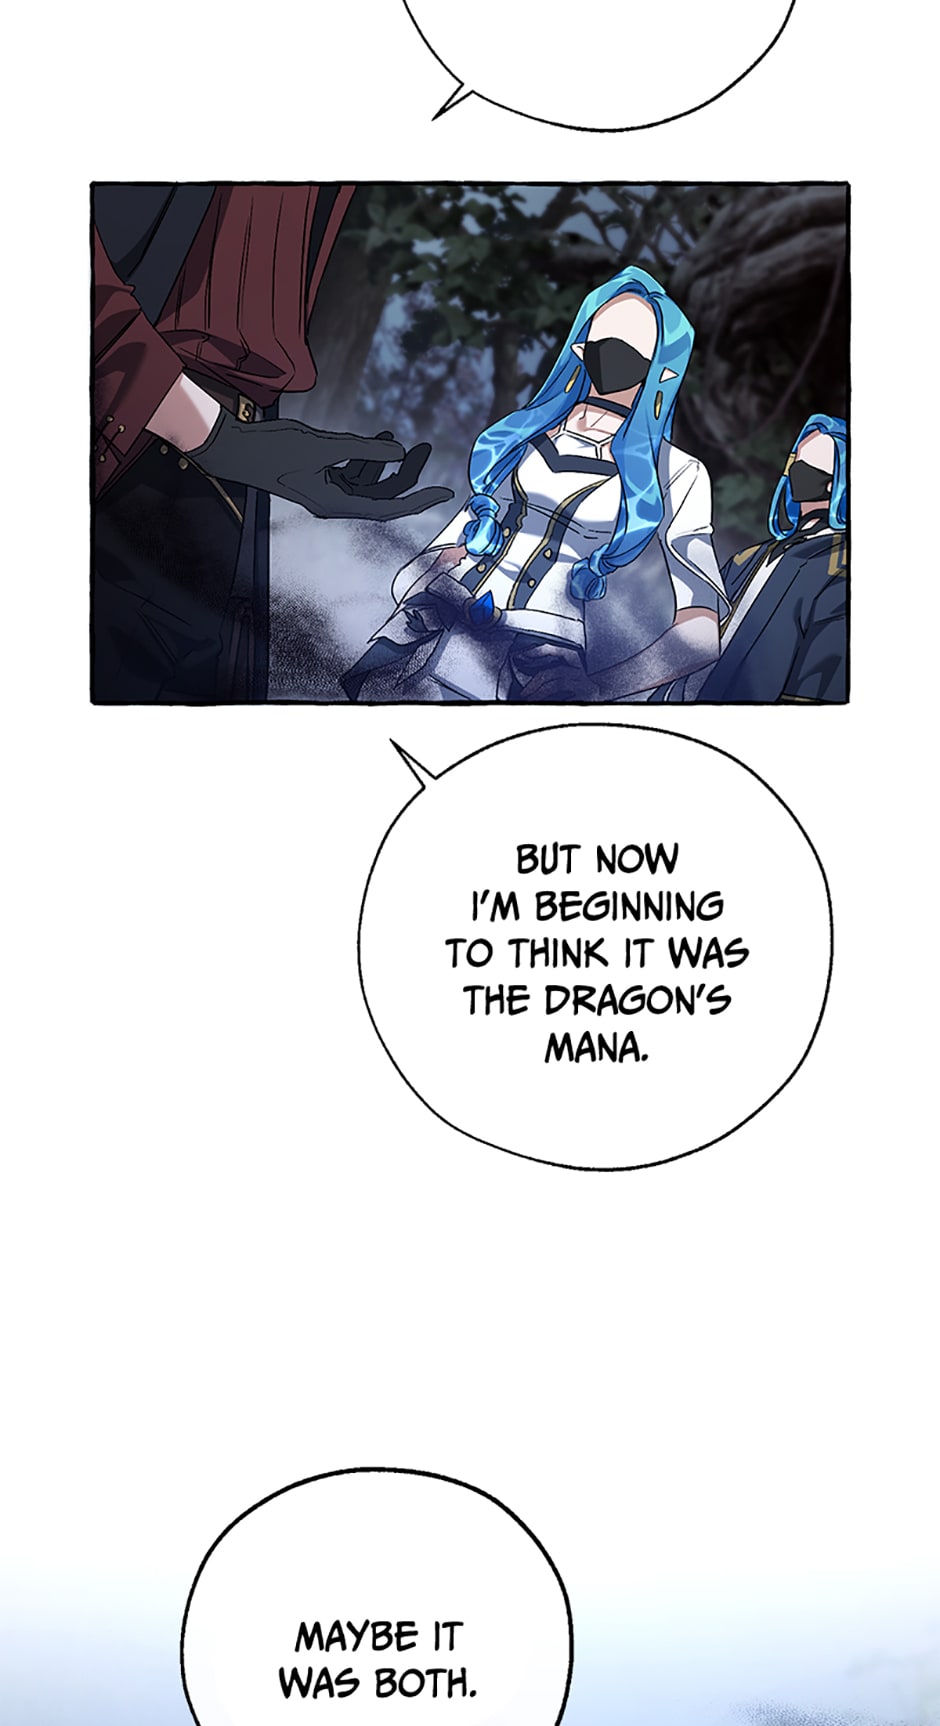 BUT NOW
I'M BEGINNING
TO THINK IT WAS
THE DRAGON'S
MANA.
MAYBE IT
WAS BOTH.